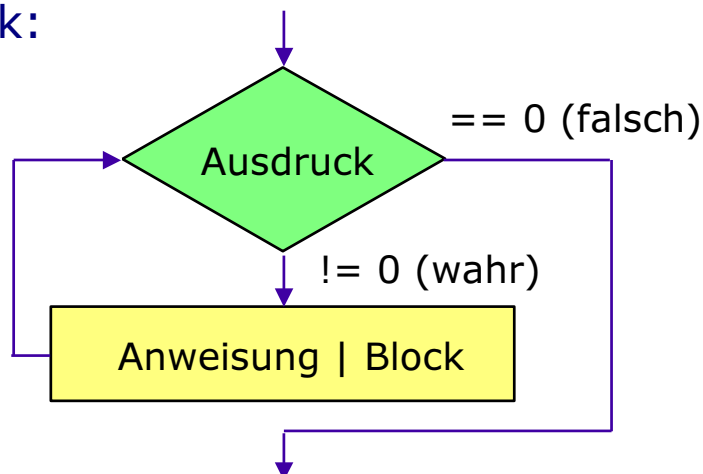 k:
== 0 (falsch)
Ausdruck
!= 0 (wahr)
Anweisung | Block